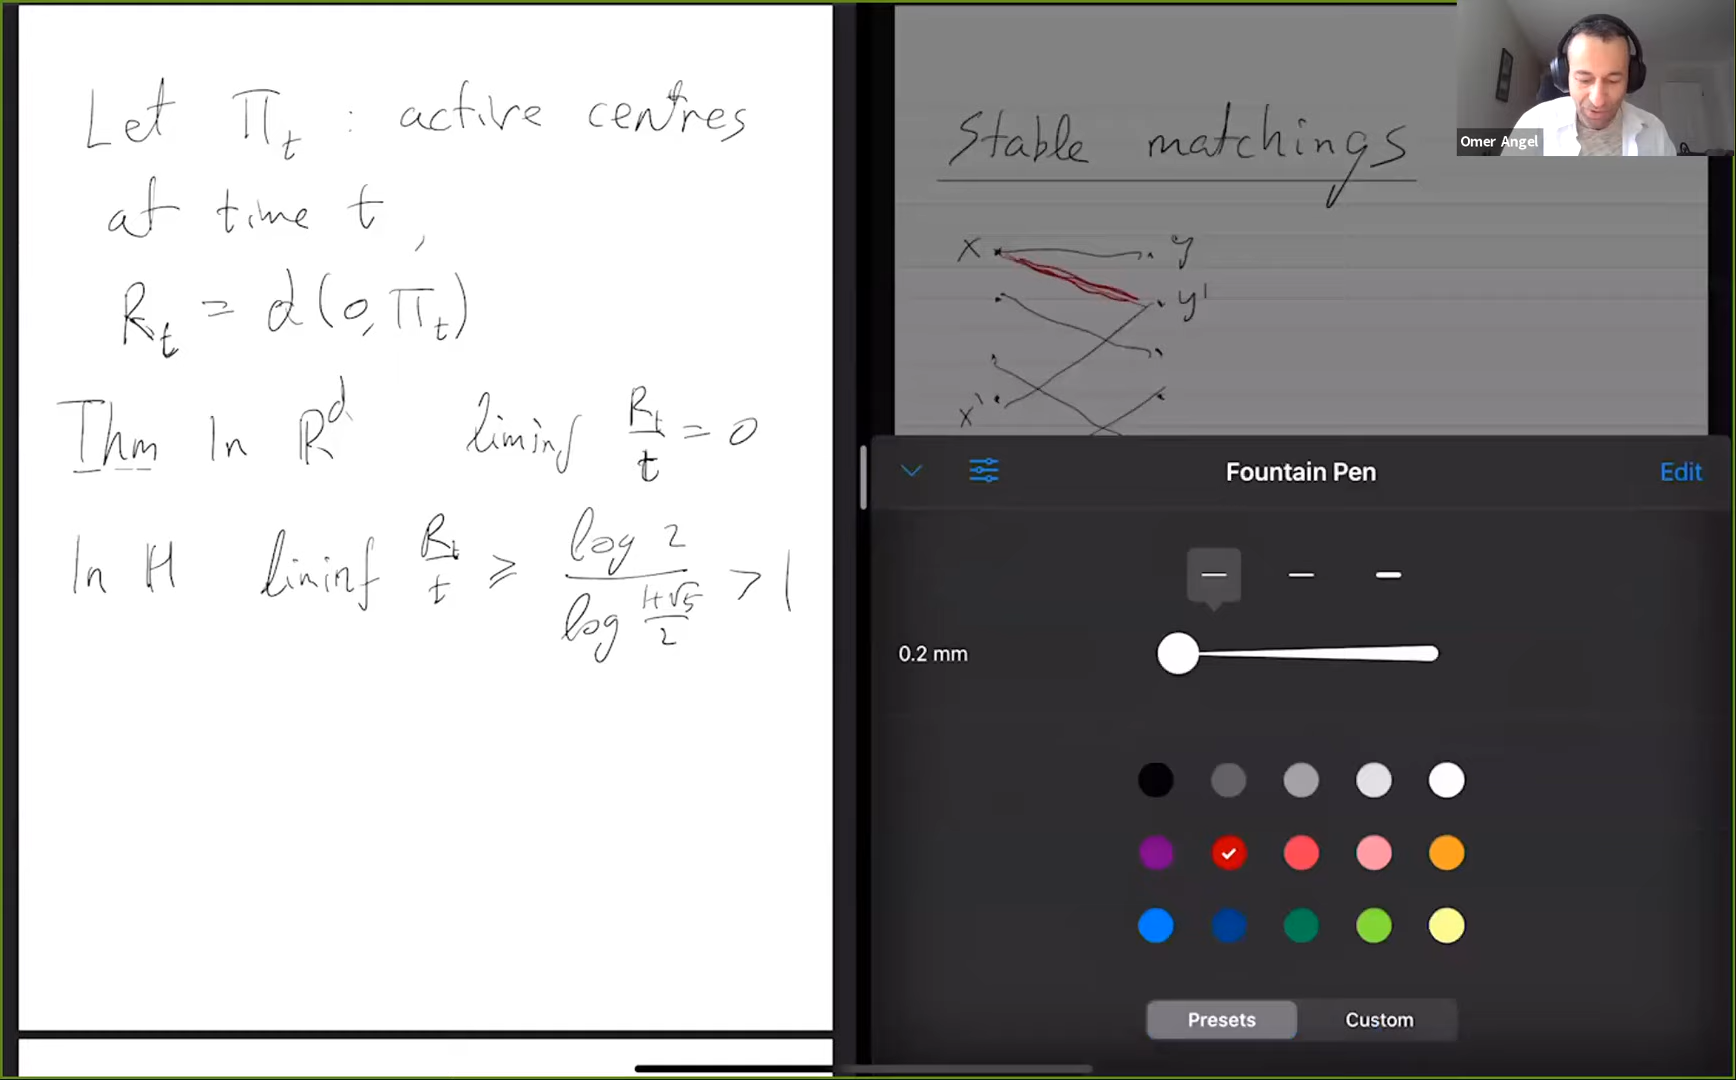 Let Π_t : active centres
at time t,
R_t = d(0, Π_t)
Thm In R^d liminf R_t/t = 0
In H liminf R_t/t ≥ log 2 / log (1+√5)/2 > 1
Stable matchings
x y
y'
x'
Omer Angel
Fountain Pen
Edit
0.2 mm
Presets
Custom